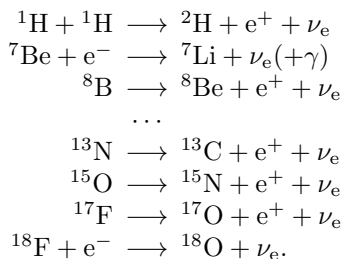 ¹H + ¹H ⟶ ²H + e⁺ + νₑ
⁷Be + e⁻ ⟶ ⁷Li + νₑ(+γ)
⁸B ⟶ ⁸Be + e⁺ + νₑ
...
¹³N ⟶ ¹³C + e⁺ + νₑ
¹⁵O ⟶ ¹⁵N + e⁺ + νₑ
¹⁷F ⟶ ¹⁷O + e⁺ + νₑ
¹⁸F + e⁻ ⟶ ¹⁸O + νₑ.